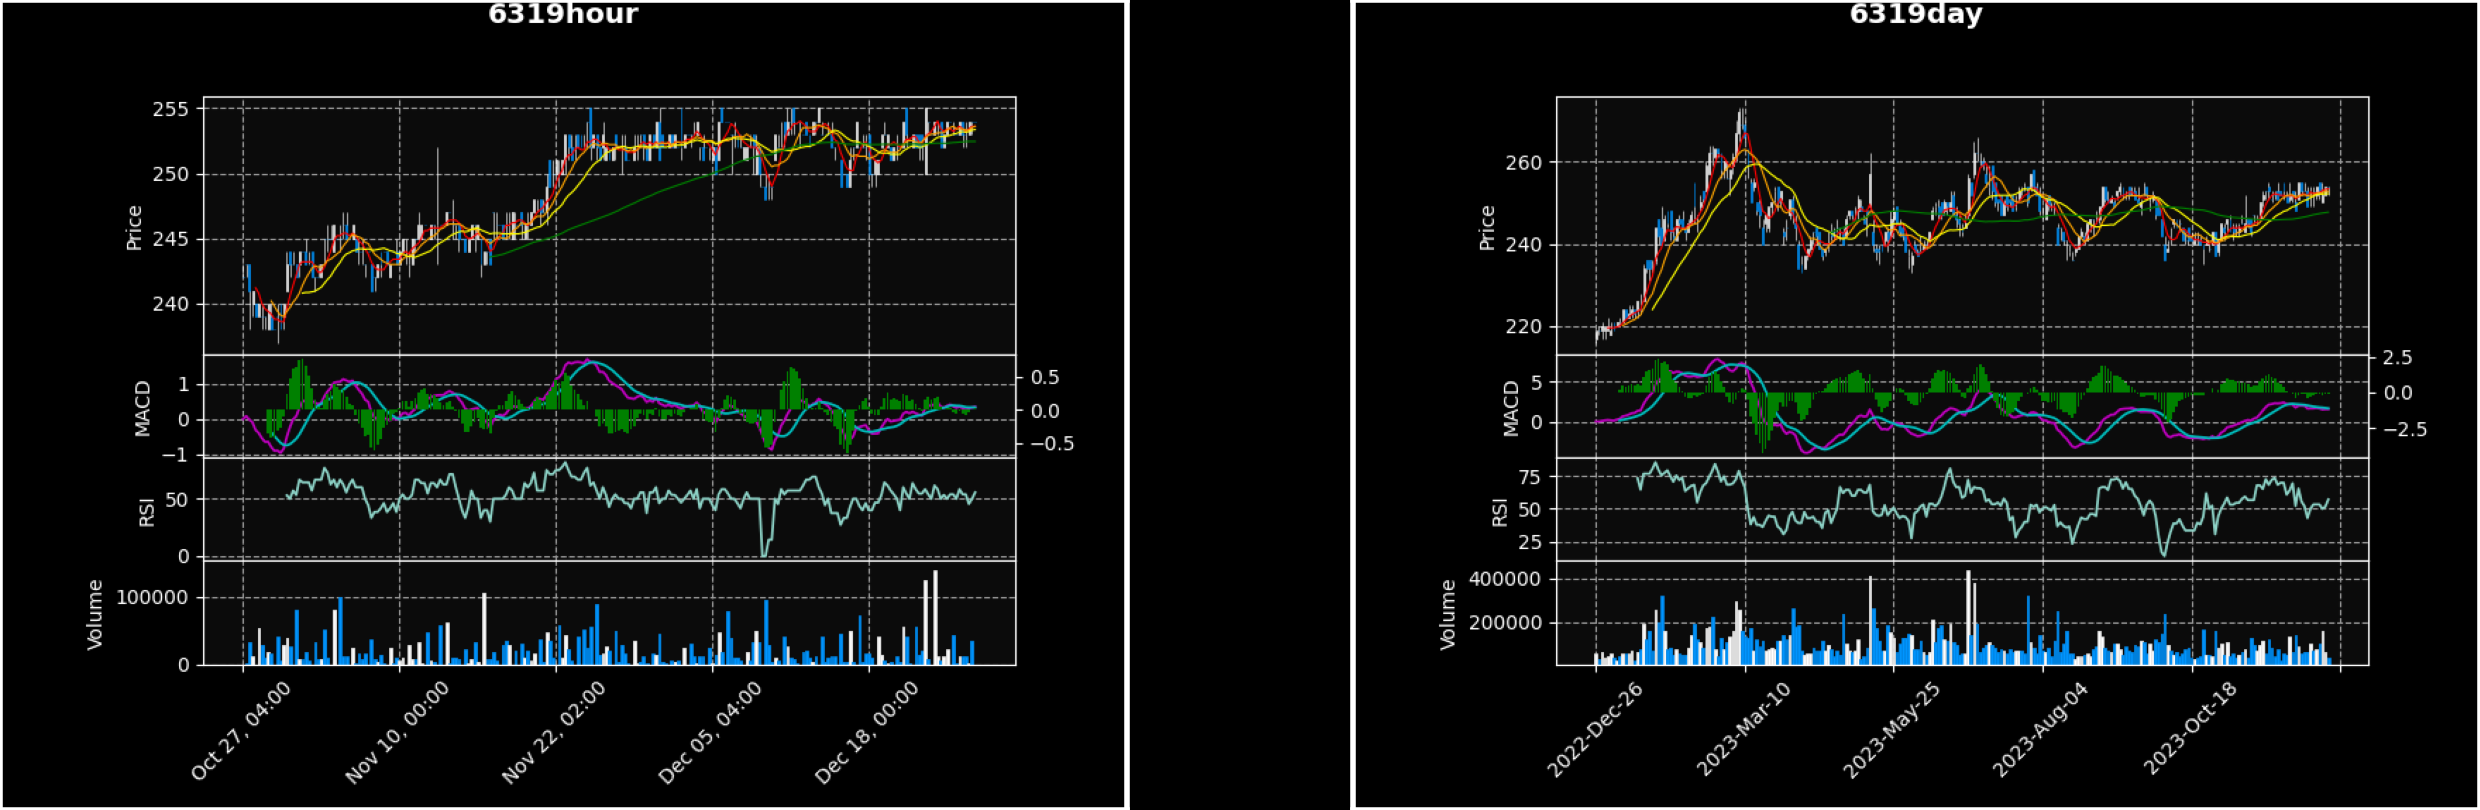 6319hour
Price
255
250
245
240
MACD
1
0
−1
0.5
0.0
−0.5
RSI
50
0
Volume
100000
0
Oct 27, 04:00
Nov 10, 00:00
Nov 22, 02:00
Dec 05, 04:00
Dec 18, 00:00
6319day
Price
260
240
220
MACD
5
0
2.5
0.0
−2.5
RSI
75
50
25
Volume
400000
200000
2022-Dec-26
2023-Mar-10
2023-May-25
2023-Aug-04
2023-Oct-18